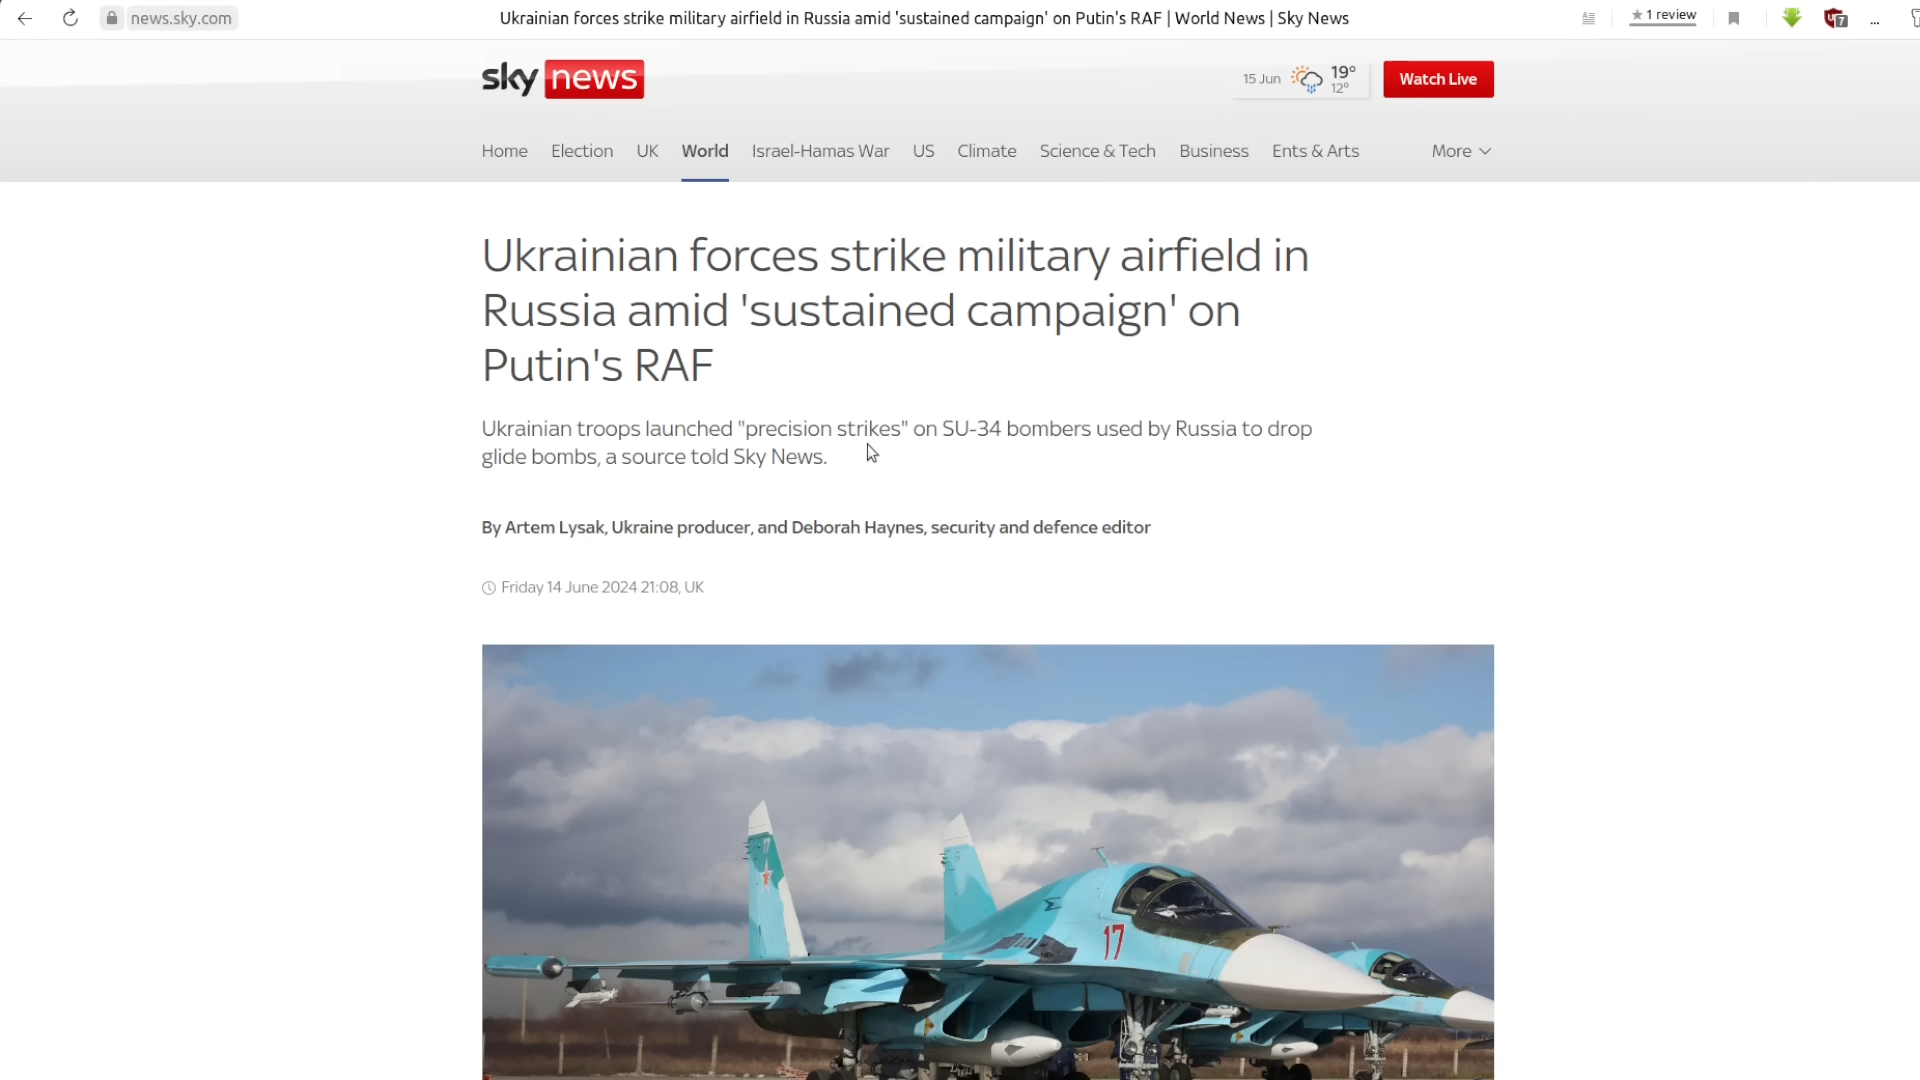 news.sky.com
Ukrainian forces strike military airfield in Russia amid 'sustained campaign' on Putin's RAF | World News | Sky News
★ 1 review
7
...
sky news
15 Jun
19°
12°
Watch Live
Home Election UK World Israel-Hamas War US Climate Science & Tech Business Ents & Arts More
Ukrainian forces strike military airfield in
Russia amid 'sustained campaign' on
Putin's RAF
Ukrainian troops launched "precision strikes" on SU-34 bombers used by Russia to drop
glide bombs, a source told Sky News.
By Artem Lysak, Ukraine producer, and Deborah Haynes, security and defence editor
Friday 14 June 2024 21:08, UK
17